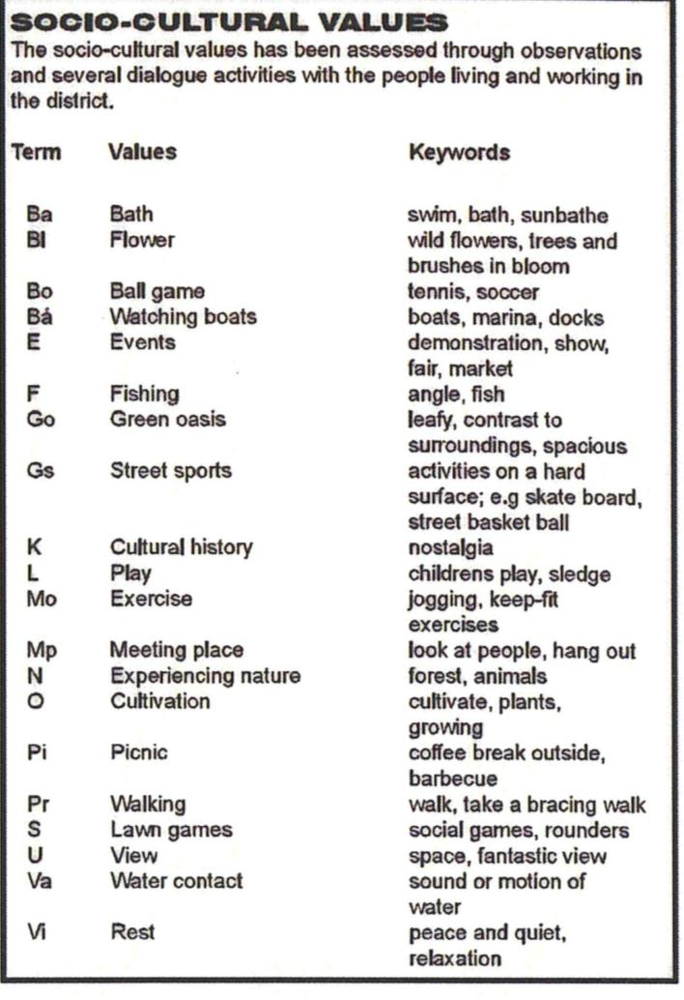 SOCIO-CULTURAL VALUES
The socio-cultural values has been assessed through observations
and several dialogue activities with the people living and working in
the district.
Term Values Keywords
Ba Bath swim, bath, sunbathe
Bl Flower wild flowers, trees and
brushes in bloom
Bo Ball game tennis, soccer
Bá Watching boats boats, marina, docks
E Events demonstration, show,
fair, market
F Fishing angle, fish
Go Green oasis leafy, contrast to
surroundings, spacious
Gs Street sports activities on a hard
surface; e.g skate board,
street basket ball
K Cultural history nostalgia
L Play childrens play, sledge
Mo Exercise jogging, keep-fit
exercises
Mp Meeting place look at people, hang out
N Experiencing nature forest, animals
O Cultivation cultivate, plants,
growing
Pi Picnic coffee break outside,
barbecue
Pr Walking walk, take a bracing walk
S Lawn games social games, rounders
U View space, fantastic view
Va Water contact sound or motion of
water
Vi Rest peace and quiet,
relaxation